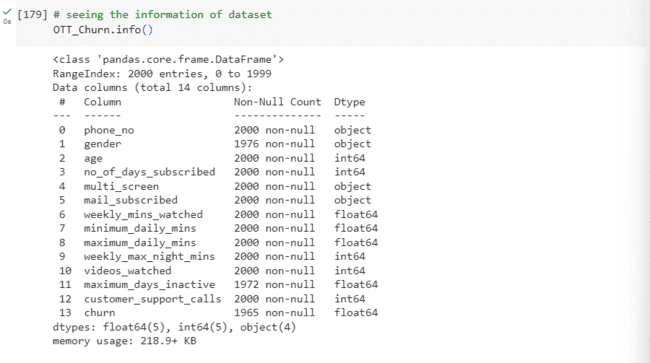 [179] # seeing the information of dataset
OTT_Churn.info()
0s
<class 'pandas.core.frame.DataFrame'>
RangeIndex: 2000 entries, 0 to 1999
Data columns (total 14 columns):
 #   Column                  Non-Null Count  Dtype
---  ------                  --------------  -----
 0   phone_no                2000 non-null   object
 1   gender                  1976 non-null   object
 2   age                     2000 non-null   int64
 3   no_of_days_subscribed   2000 non-null   int64
 4   multi_screen            2000 non-null   object
 5   mail_subscribed         2000 non-null   object
 6   weekly_mins_watched     2000 non-null   float64
 7   minimum_daily_mins      2000 non-null   float64
 8   maximum_daily_mins      2000 non-null   float64
 9   weekly_max_night_mins   2000 non-null   int64
 10  videos_watched          2000 non-null   int64
 11  maximum_days_inactive   1972 non-null   float64
 12  customer_support_calls  2000 non-null   int64
 13  churn                   1965 non-null   float64
dtypes: float64(5), int64(5), object(4)
memory usage: 218.9+ KB